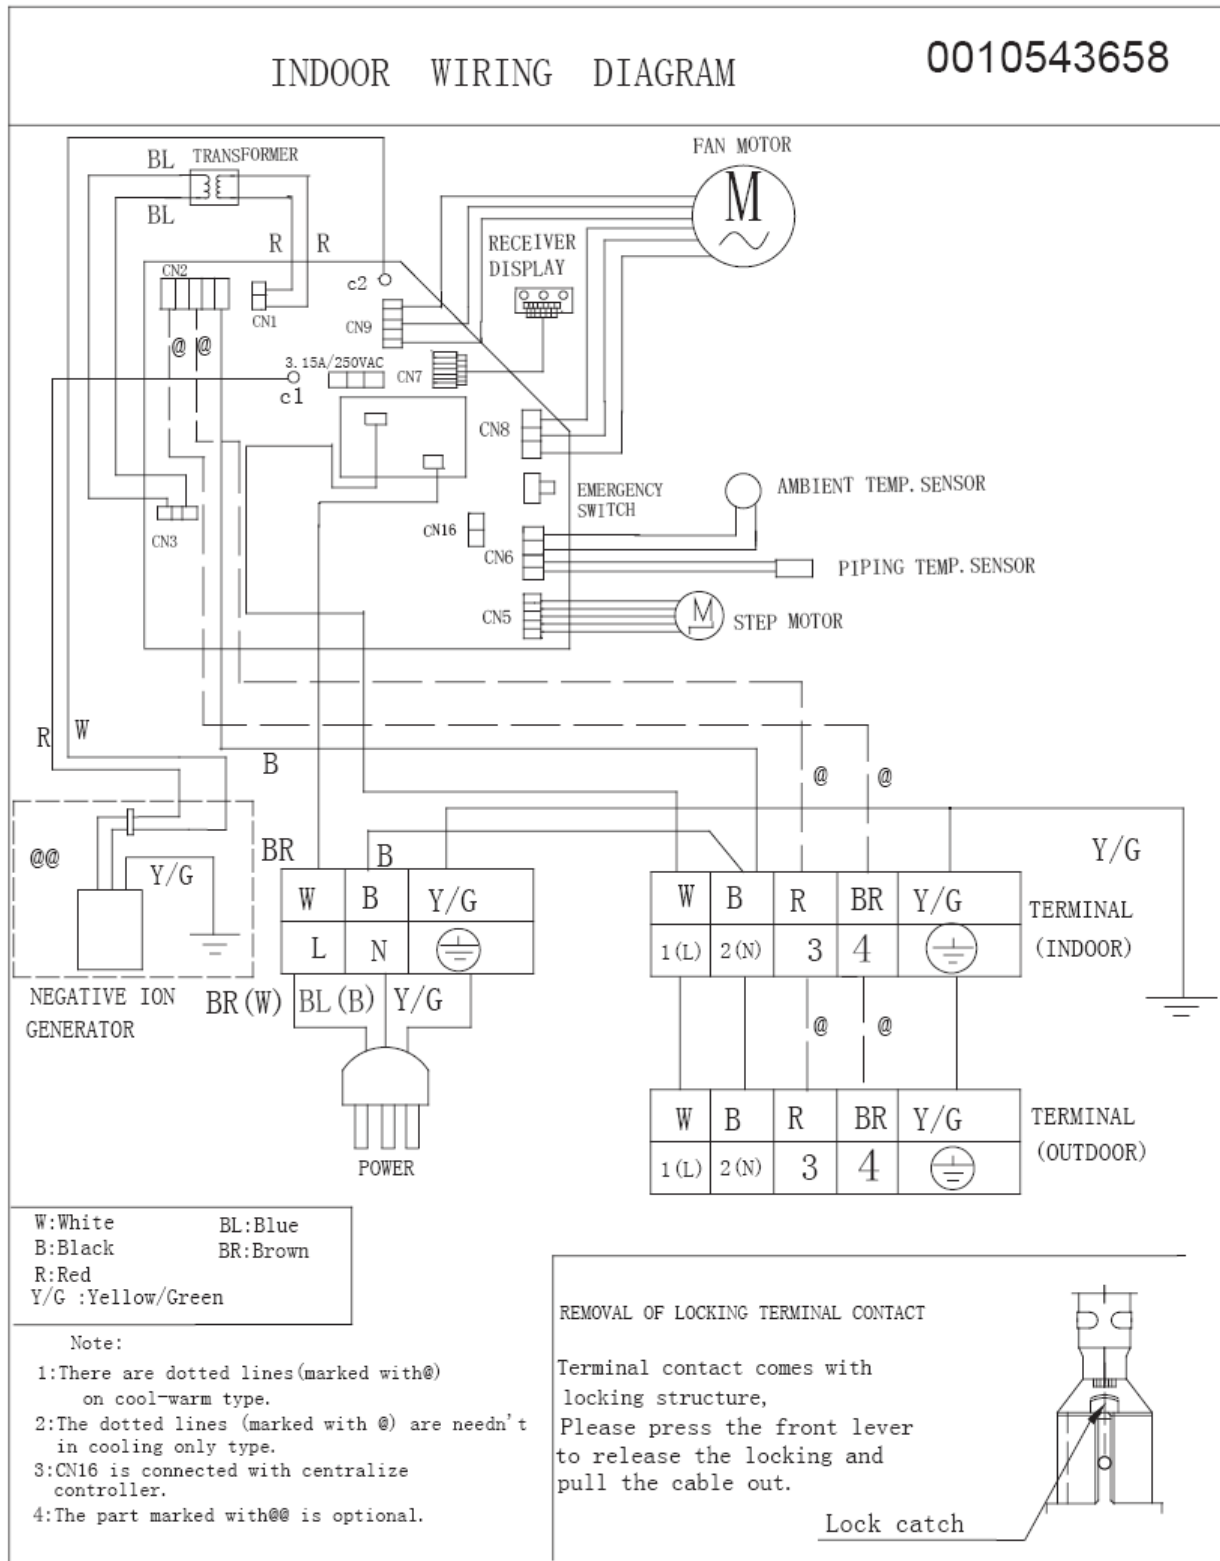 INDOOR WIRING DIAGRAM
0010543658
FAN MOTOR
M
BL
TRANSFORMER
BL
R
R
RECEIVER
DISPLAY
CN2
c2
CN1
CN9
@
@
3.15A/250VAC
c1
CN7
CN8
EMERGENCY
SWITCH
AMBIENT TEMP.SENSOR
CN3
CN16
CN6
PIPING TEMP.SENSOR
CN5
M
STEP MOTOR
R
W
B
@
@
@@
Y/G
BR
B
Y/G
W
B
Y/G
L
N
W
B
R
BR
Y/G
1(L)
2(N)
3
4
TERMINAL
(INDOOR)
NEGATIVE ION
GENERATOR
BR(W)
BL(B)
Y/G
@
@
POWER
W
B
R
BR
Y/G
1(L)
2(N)
3
4
TERMINAL
(OUTDOOR)
W:White
BL:Blue
B:Black
BR:Brown
R:Red
Y/G :Yellow/Green
Note:
1:There are dotted lines(marked with@)
on cool-warm type.
2:The dotted lines (marked with @) are needn't
in cooling only type.
3:CN16 is connected with centralize
controller.
4:The part marked with@@ is optional.
REMOVAL OF LOCKING TERMINAL CONTACT
Terminal contact comes with
locking structure,
Please press the front lever
to release the locking and
pull the cable out.
Lock catch